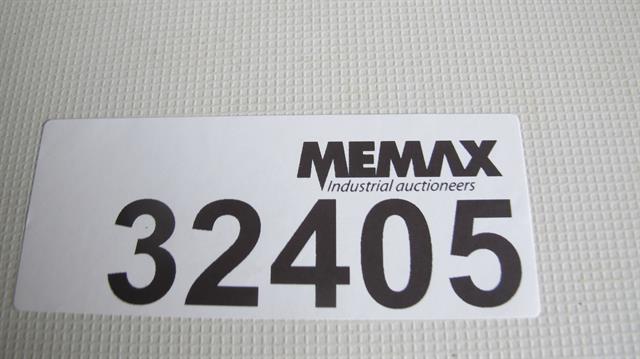 MEMAX
Industrial auctioneers
32405